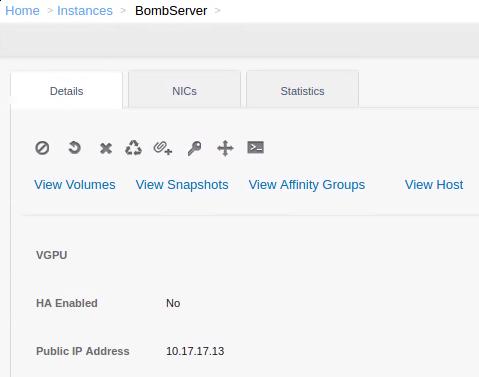 Home > Instances > BombServer >
Details NICs Statistics
View Volumes View Snapshots View Affinity Groups View Host
VGPU
HA Enabled No
Public IP Address 10.17.17.13